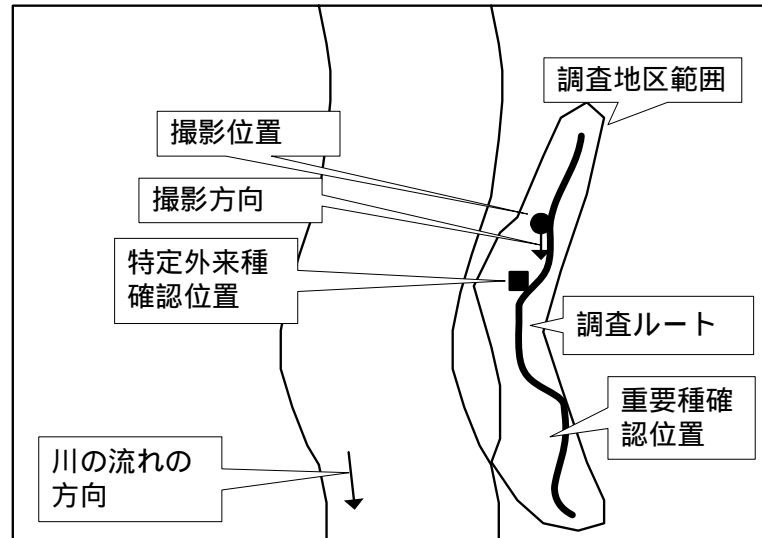 調査地区範囲
撮影位置
撮影方向
特定外来種
確認位置
調査ルート
重要種確
認位置
川の流れの
方向